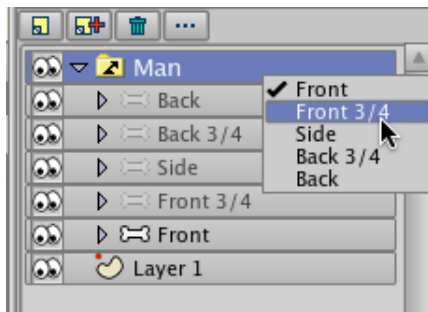 Man
Back
Back 3/4
Side
Front 3/4
Front
Layer 1
Front
Front 3/4
Side
Back 3/4
Back